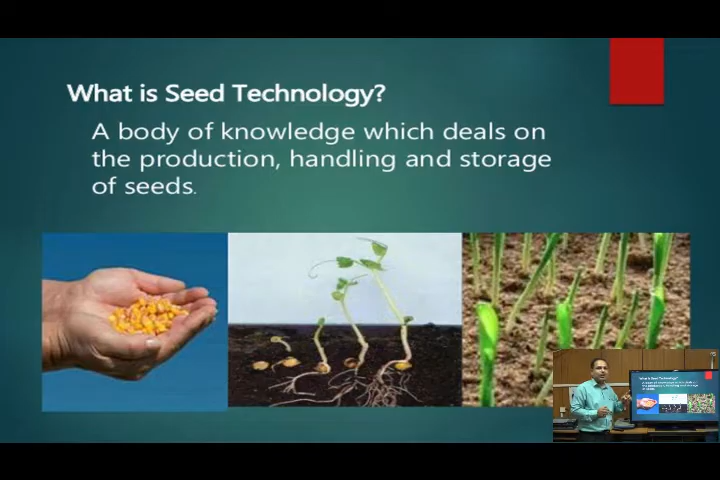 What is Seed Technology?
A body of knowledge which deals on
the production, handling and storage
of seeds.